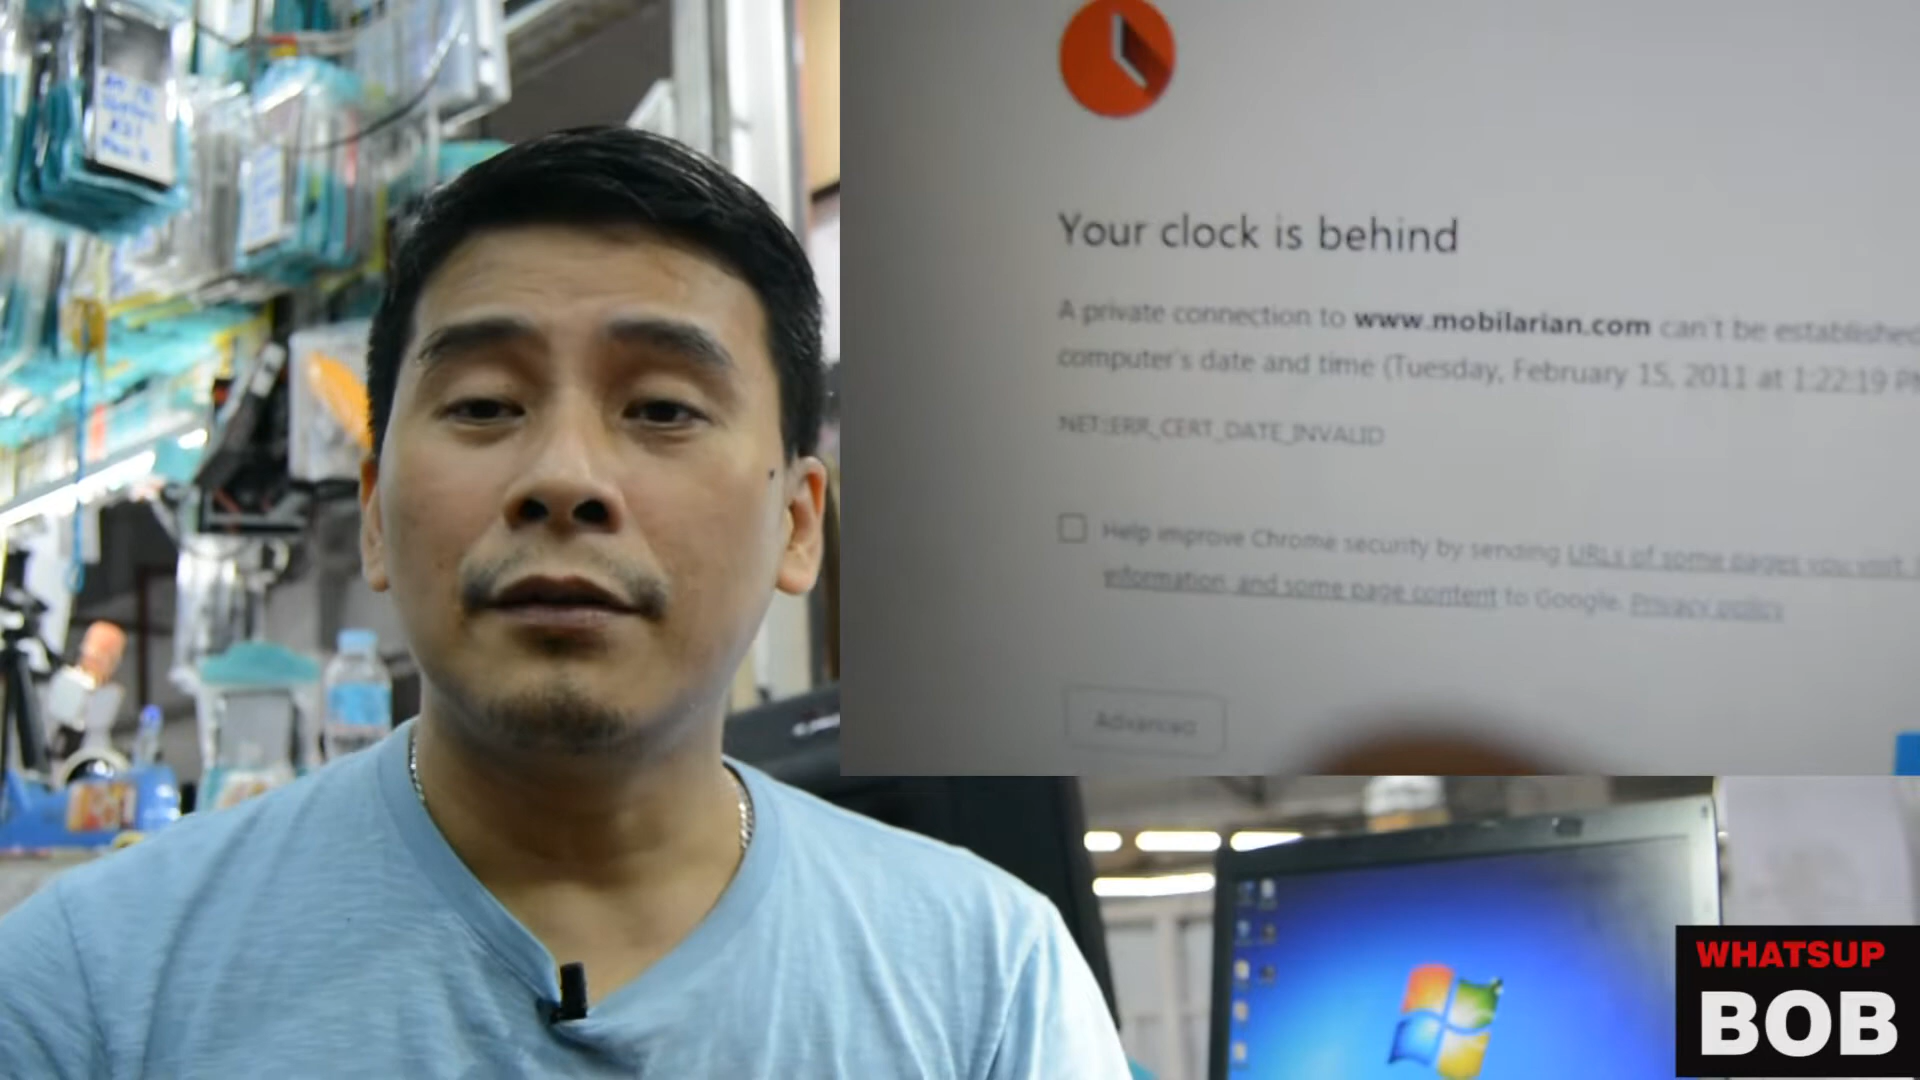 Your clock is behind
A private connection to www.mobilarian.com can't be established
computer's date and time (Tuesday, February 15, 2011 at 1:22:19 PM
NET::ERR_CERT_DATE_INVALID
Help improve Chrome security by sending URLs of some pages you visit,
information, and some page content to Google. Privacy policy
Advanced
WHATSUP
BOB